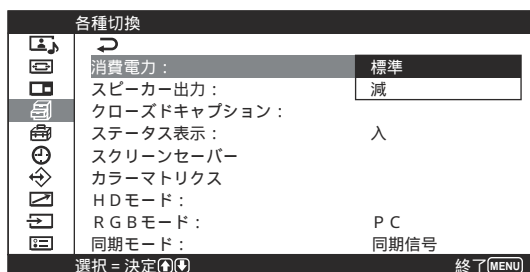 各種切換
消費電力： 標準
減
スピーカー出力：
クローズドキャプション：
ステータス表示： 入
スクリーンセーバー
カラーマトリクス
ＨＤモード：
ＲＧＢモード： ＰＣ
同期モード： 同期信号
選択 = 決定 終了 MENU